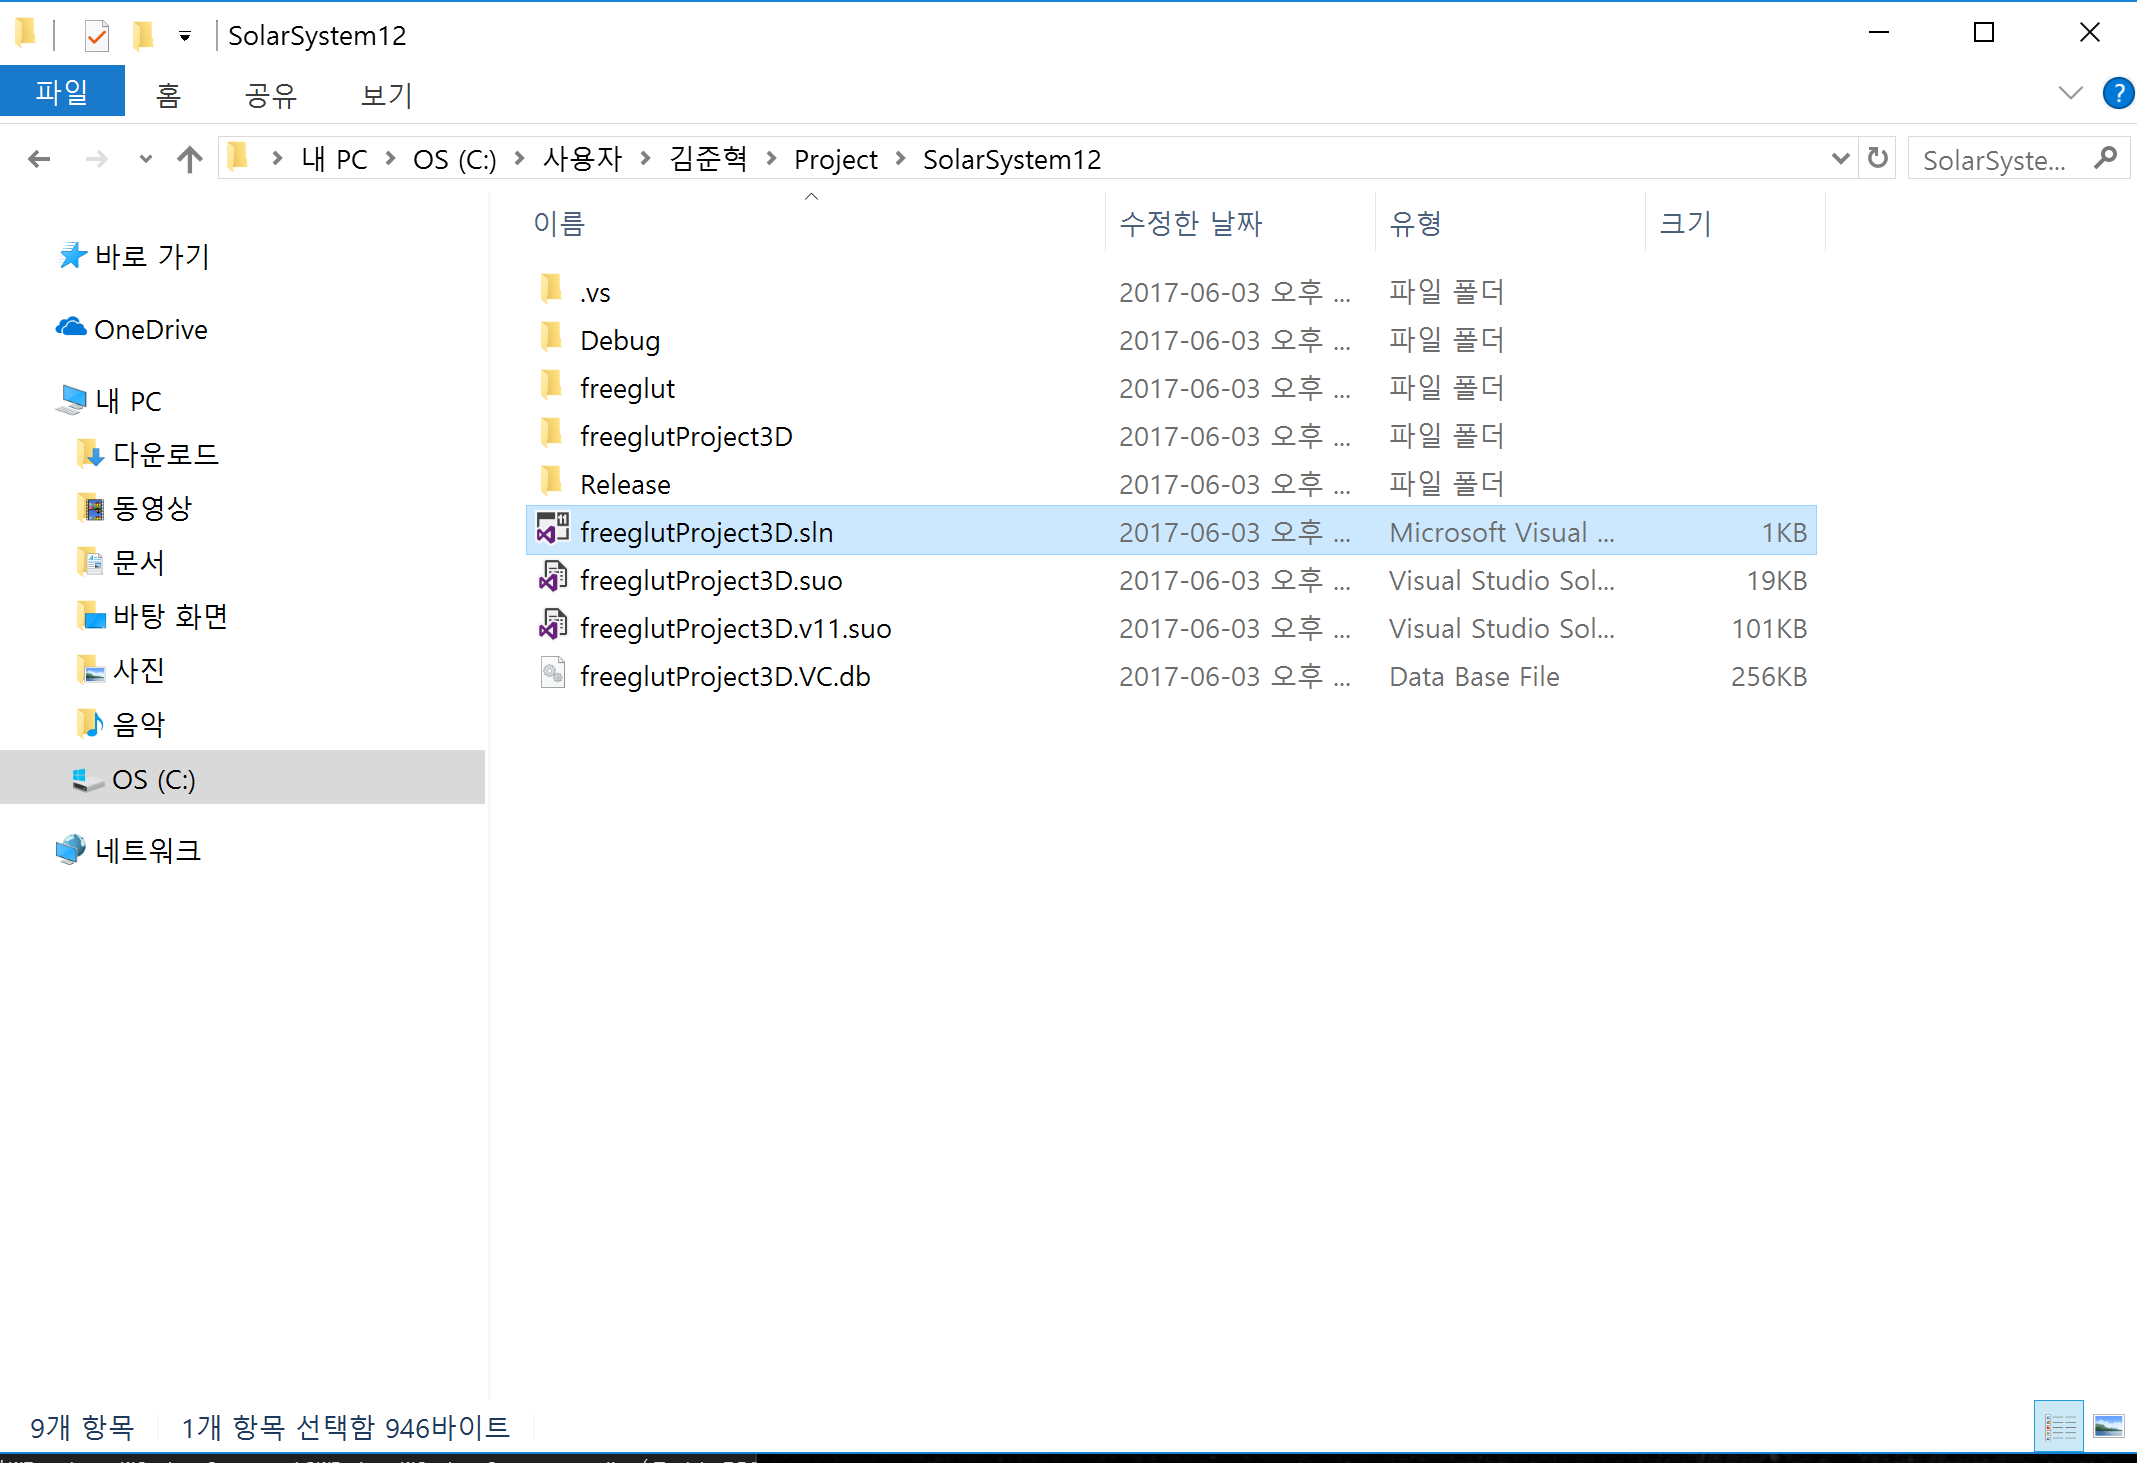 SolarSystem12
파일 홈 공유 보기
내 PC OS (C:) 사용자 김준혁 Project SolarSystem12 SolarSyste...
이름 수정한 날짜 유형 크기
바로 가기
OneDrive
내 PC
다운로드
동영상
문서
바탕 화면
사진
음악
OS (C:)
네트워크
.vs 2017-06-03 오후 ... 파일 폴더
Debug 2017-06-03 오후 ... 파일 폴더
freeglut 2017-06-03 오후 ... 파일 폴더
freeglutProject3D 2017-06-03 오후 ... 파일 폴더
Release 2017-06-03 오후 ... 파일 폴더
freeglutProject3D.sln 2017-06-03 오후 ... Microsoft Visual ... 1KB
freeglutProject3D.suo 2017-06-03 오후 ... Visual Studio Sol... 19KB
freeglutProject3D.v11.suo 2017-06-03 오후 ... Visual Studio Sol... 101KB
freeglutProject3D.VC.db 2017-06-03 오후 ... Data Base File 256KB
9개 항목 1개 항목 선택함 946바이트